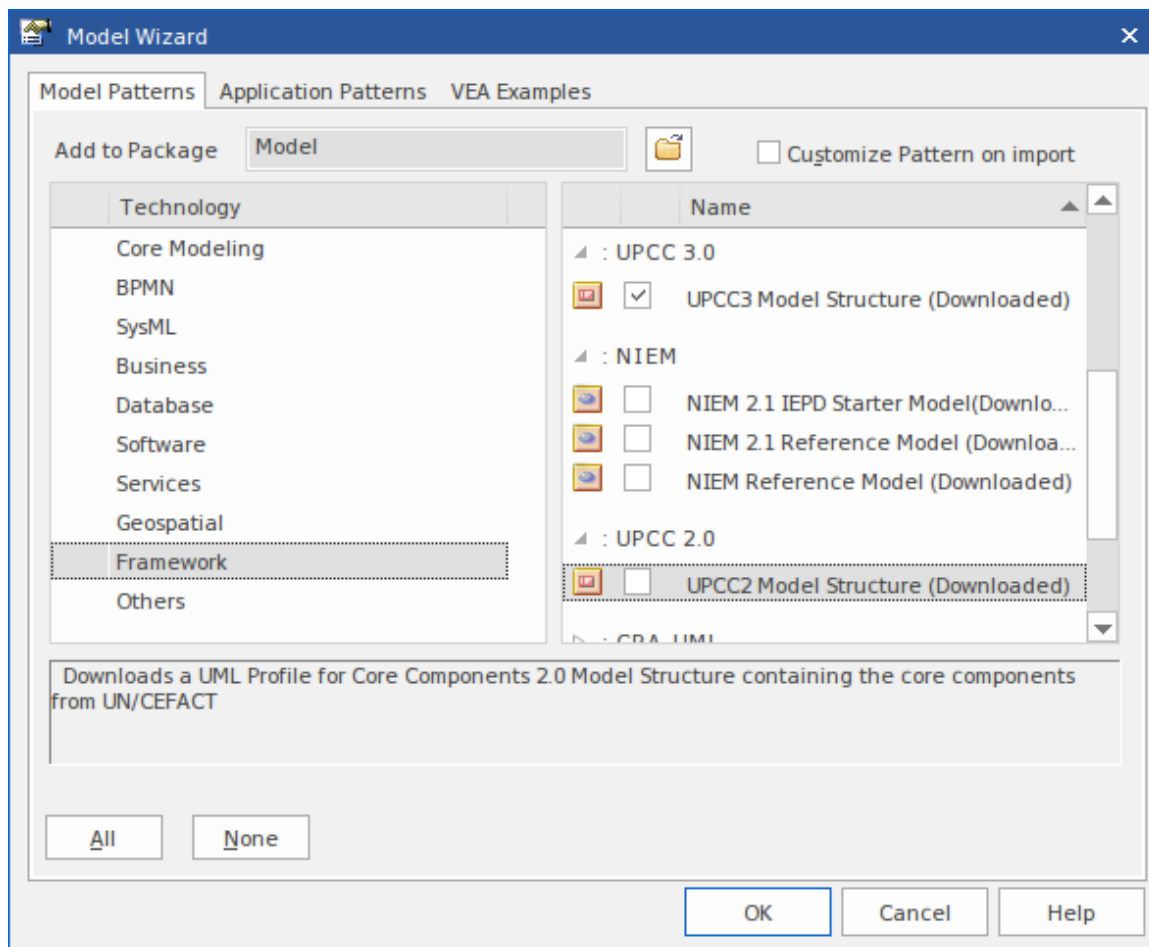 Model Wizard
Model Patterns
Application Patterns
VEA Examples
Add to Package
Model
Customize Pattern on import
Technology
Core Modeling
BPMN
SysML
Business
Database
Software
Services
Geospatial
Framework
Others
Name
: UPCC 3.0
UPCC3 Model Structure (Downloaded)
: NIEM
NIEM 2.1 IEPD Starter Model(Downlo...
NIEM 2.1 Reference Model (Downloa...
NIEM Reference Model (Downloaded)
: UPCC 2.0
UPCC2 Model Structure (Downloaded)
Downloads a UML Profile for Core Components 2.0 Model Structure containing the core components
from UN/CEFACT
All
None
OK
Cancel
Help